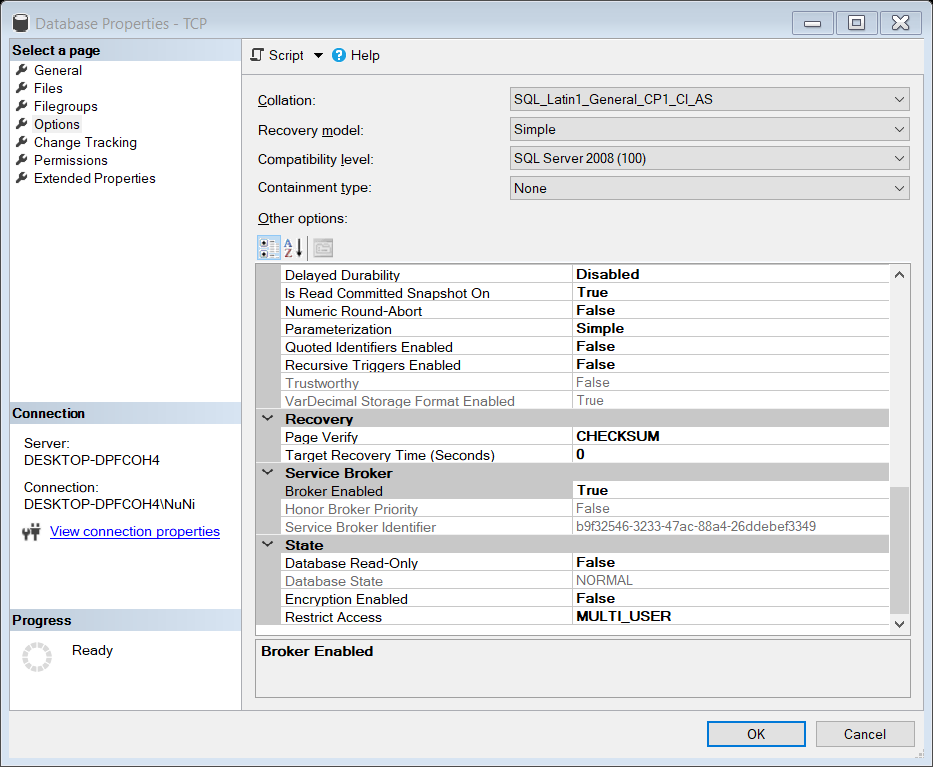 Database Properties - TCP
Select a page
General
Files
Filegroups
Options
Change Tracking
Permissions
Extended Properties
Connection
Server:
DESKTOP-DPFCOH4
Connection:
DESKTOP-DPFCOH4\NuNi
View connection properties
Progress
Ready
Script Help
Collation: SQL_Latin1_General_CP1_CI_AS
Recovery model: Simple
Compatibility level: SQL Server 2008 (100)
Containment type: None
Other options:
Delayed Durability Disabled
Is Read Committed Snapshot On True
Numeric Round-Abort False
Parameterization Simple
Quoted Identifiers Enabled False
Recursive Triggers Enabled False
Trustworthy False
VarDecimal Storage Format Enabled True
Recovery
Page Verify CHECKSUM
Target Recovery Time (Seconds) 0
Service Broker
Broker Enabled True
Honor Broker Priority False
Service Broker Identifier b9f32546-3233-47ac-88a4-26ddebef3349
State
Database Read-Only False
Database State NORMAL
Encryption Enabled False
Restrict Access MULTI_USER
Broker Enabled
OK Cancel